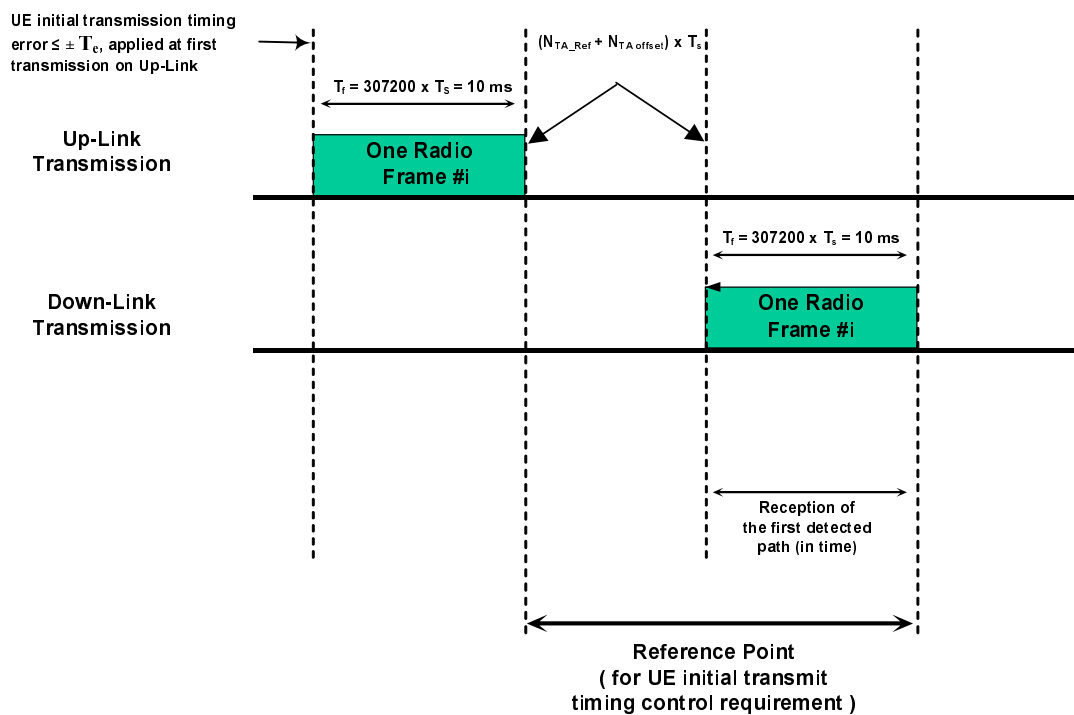 UE initial transmission timing
error ≤ ± Te, applied at first
transmission on Up-Link
(NTA_Ref + NTA offset) x Ts
Tf = 307200 x Ts = 10 ms
Up-Link
Transmission
One Radio
Frame #i
Tf = 307200 x Ts = 10 ms
Down-Link
Transmission
One Radio
Frame #i
Reception of
the first detected
path (in time)
Reference Point
( for UE initial transmit
timing control requirement )